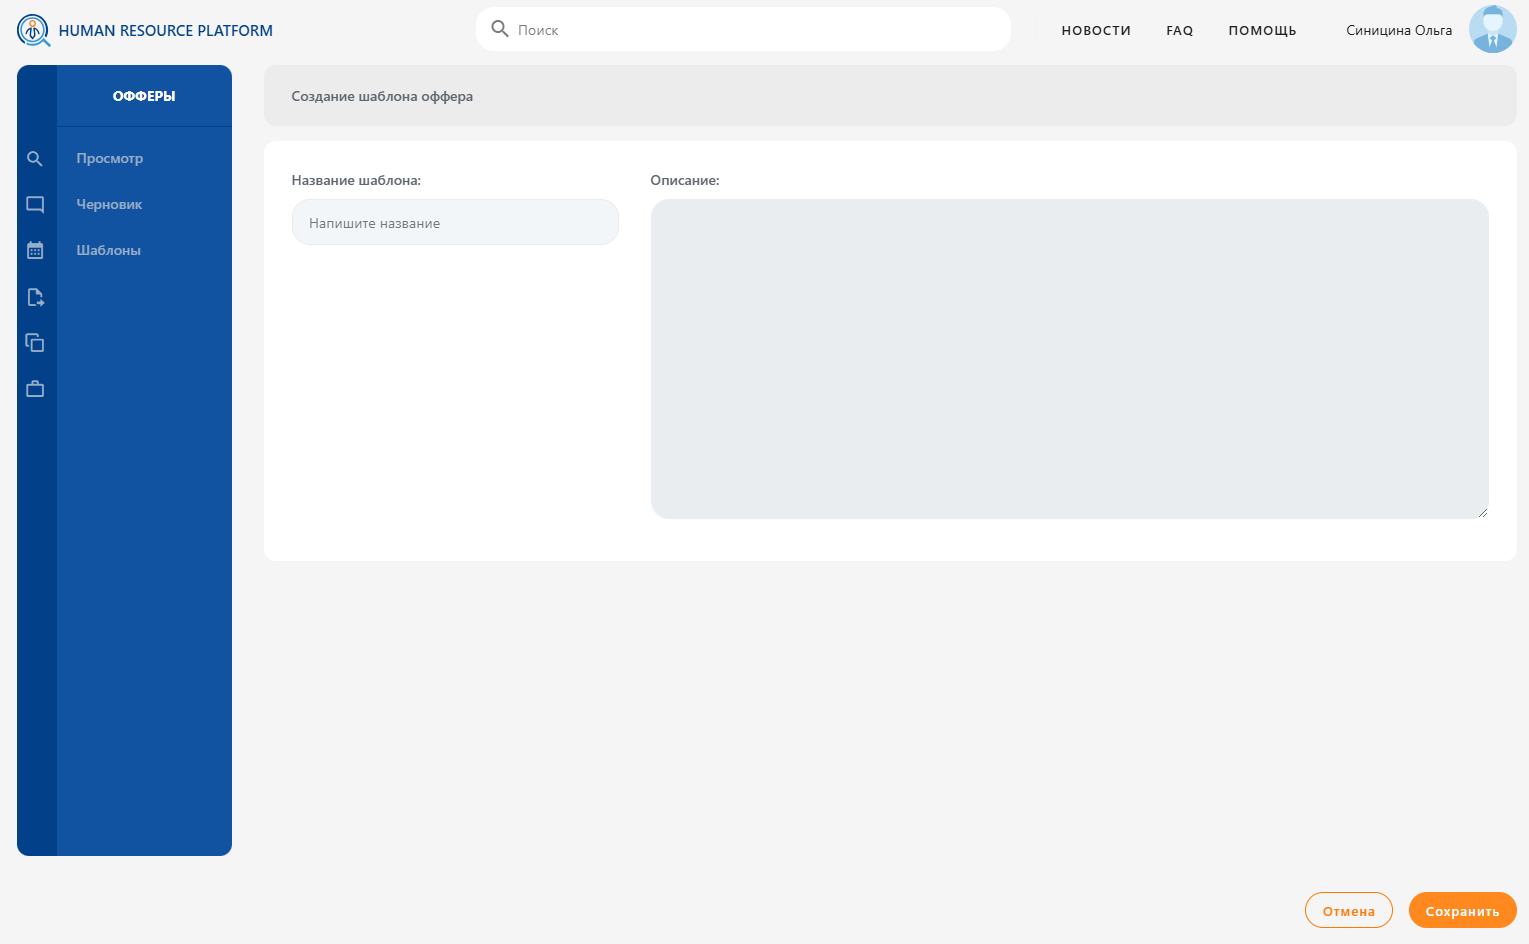 HUMAN RESOURCE PLATFORM
Поиск
НОВОСТИ
FAQ
ПОМОЩЬ
Синицина Ольга
ОФФЕРЫ
Просмотр
Черновик
Шаблоны
Создание шаблона оффера
Название шаблона:
Напишите название
Описание:
Отмена
Сохранить